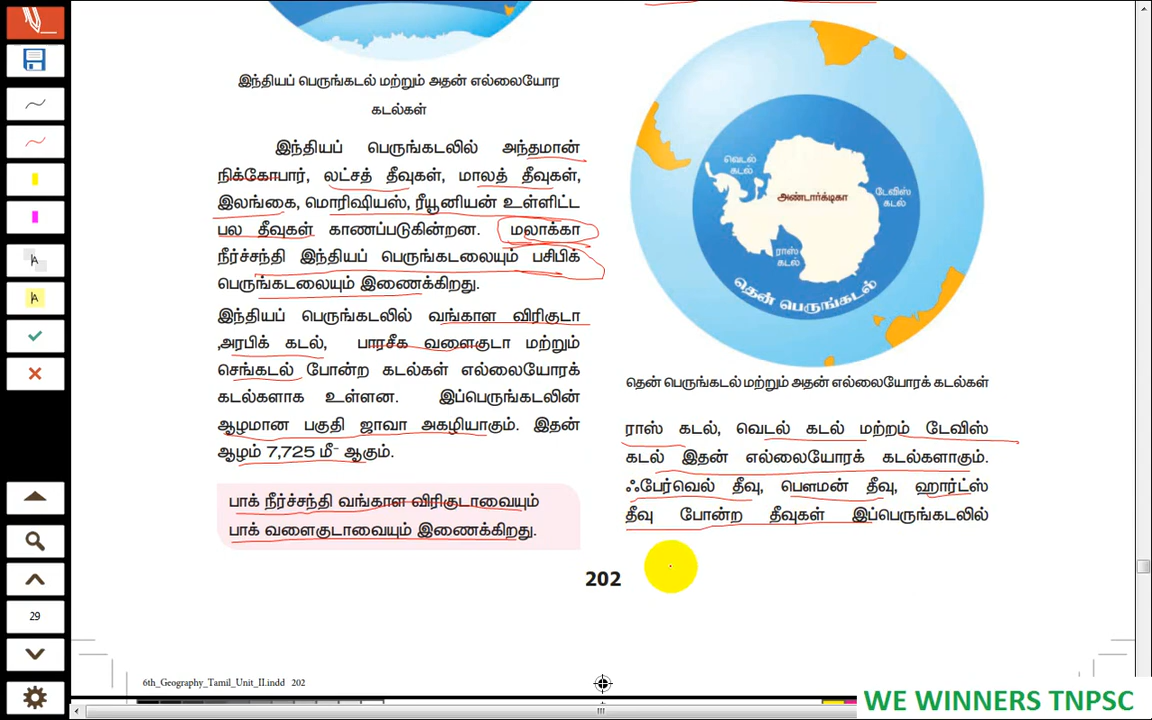 இந்தியப் பெருங்கடல் மற்றும் அதன் எல்லையோர
கடல்கள்
இந்தியப் பெருங்கடலில் அந்தமான்
நிக்கோபார், லட்சத் தீவுகள், மாலத் தீவுகள்,
இலங்கை, மொரிஷியஸ், ரீயூனியன் உள்ளிட்ட
பல தீவுகள் காணப்படுகின்றன. மலாக்கா
நீர்ச்சந்தி இந்தியப் பெருங்கடலையும் பசிபிக்
பெருங்கடலையும் இணைக்கிறது.
இந்தியப் பெருங்கடலில் வங்காள விரிகுடா
,அரபிக் கடல், பாரசீக வளைகுடா மற்றும்
செங்கடல் போன்ற கடல்கள் எல்லையோரக்
கடல்களாக உள்ளன. இப்பெருங்கடலின்
ஆழமான பகுதி ஜாவா அகழியாகும். இதன்
ஆழம் 7,725 மீ ஆகும்.
பாக் நீர்ச்சந்தி வங்காள விரிகுடாவையும்
பாக் வளைகுடாவையும் இணைக்கிறது.
வெடல்
கடல்
அண்டார்க்டிகா
டேவிஸ்
கடல்
ராஸ்
கடல்
தென் பெருங்கடல்
தென் பெருங்கடல் மற்றும் அதன் எல்லையோரக் கடல்கள்
ராஸ் கடல், வெடல் கடல் மற்றம் டேவிஸ்
கடல் இதன் எல்லையோரக் கடல்களாகும்.
ஃபேர்வெல் தீவு, பௌமன் தீவு, ஹார்ட்ஸ்
தீவு போன்ற தீவுகள் இப்பெருங்கடலில்
202
29
6th_Geography_Tamil_Unit_II.indd 202
WE WINNERS TNPSC